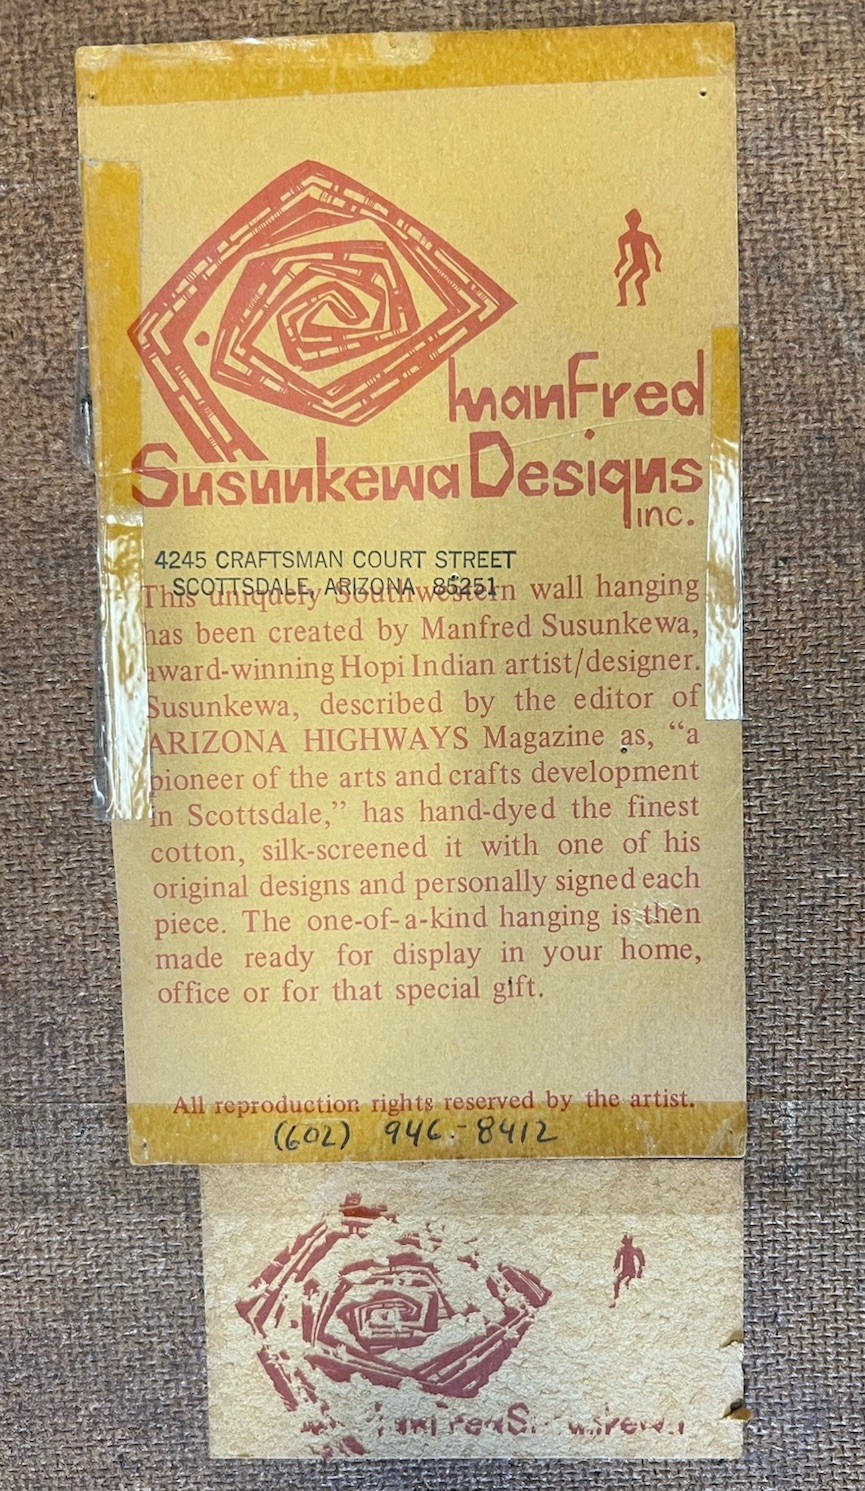 Manfred
Susunkewa Designs
inc.
4245 CRAFTSMAN COURT STREET
SCOTTSDALE, ARIZONA 85251
This uniquely Southwestern wall hanging
has been created by Manfred Susunkewa,
award-winning Hopi Indian artist/designer.
Susunkewa, described by the editor of
ARIZONA HIGHWAYS Magazine as, “a
pioneer of the arts and crafts development
in Scottsdale,” has hand-dyed the finest
cotton, silk-screened it with one of his
original designs and personally signed each
piece. The one-of-a-kind hanging is then
made ready for display in your home,
office or for that special gift.
All reproduction rights reserved by the artist.
(602) 946-8412
Manfred Susunkewa